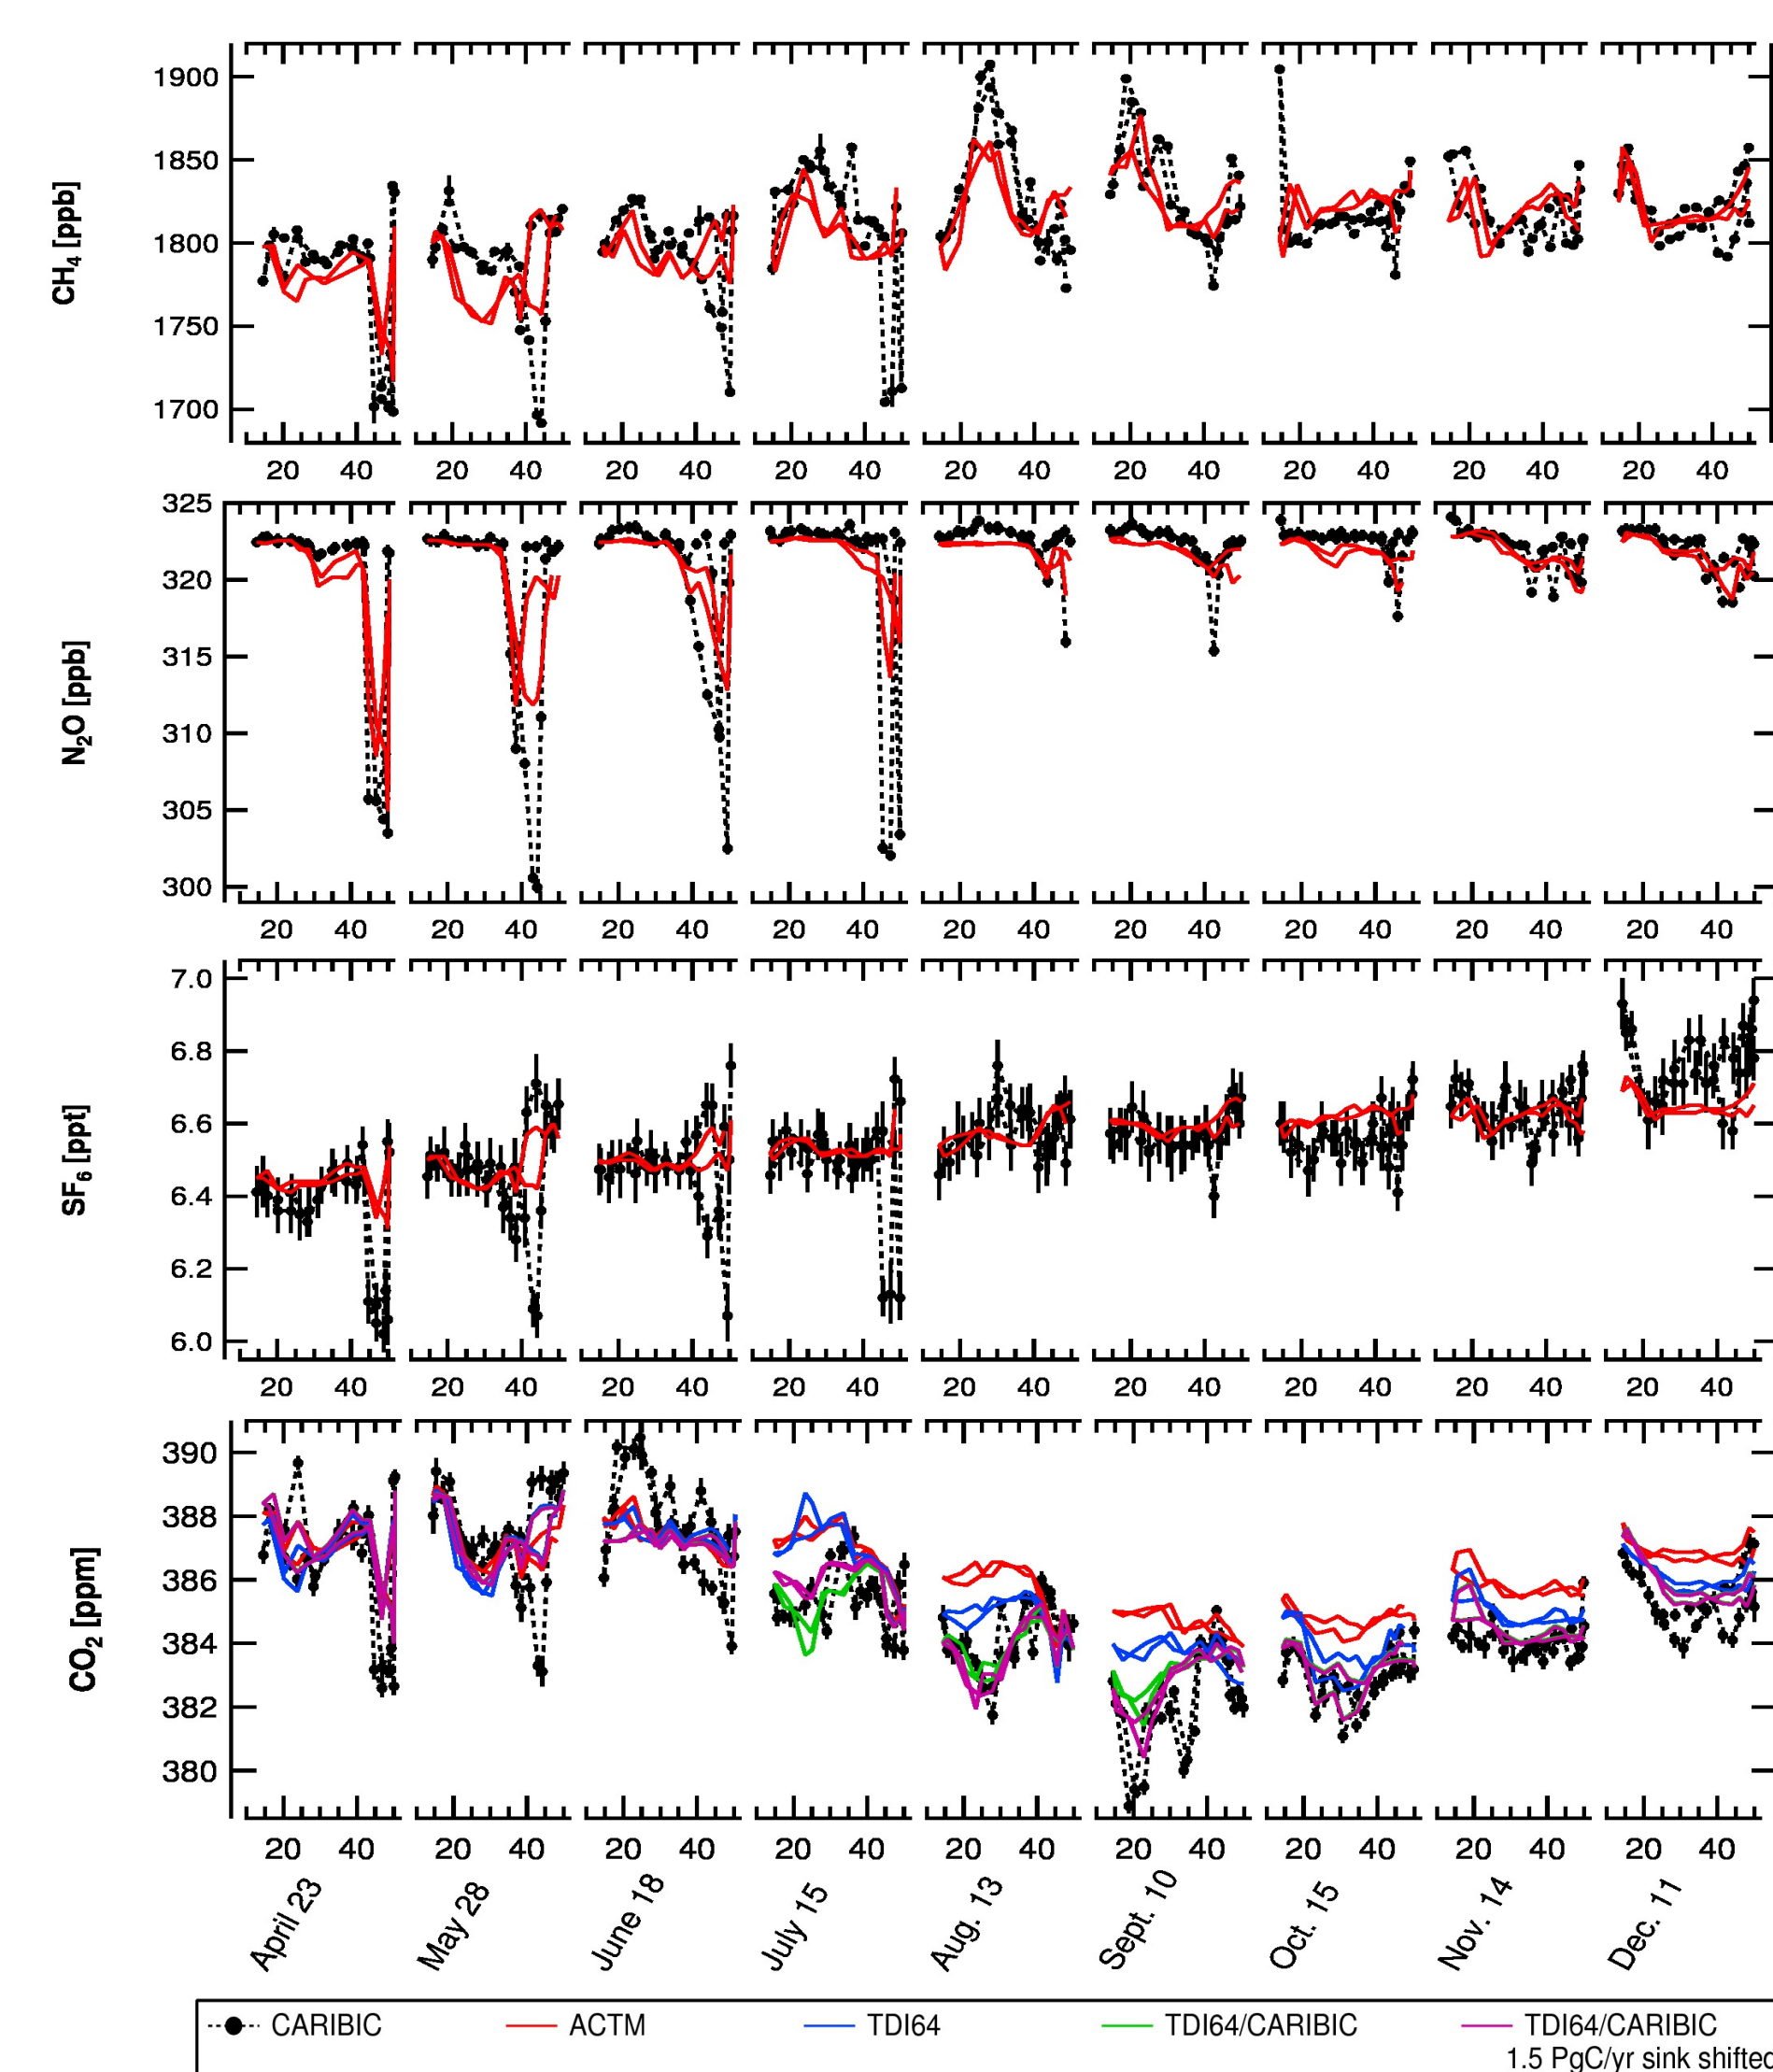 CH4 [ppb]
1900
1850
1800
1750
1700
20 40 20 40 20 40 20 40 20 40 20 40 20 40 20 40 20 40
N2O [ppb]
325
320
315
310
305
300
20 40 20 40 20 40 20 40 20 40 20 40 20 40 20 40 20 40
SF6 [ppt]
7.0
6.8
6.6
6.4
6.2
6.0
20 40 20 40 20 40 20 40 20 40 20 40 20 40 20 40 20 40
CO2 [ppm]
390
388
386
384
382
380
20 40 20 40 20 40 20 40 20 40 20 40 20 40 20 40 20 40
April 23 May 28 June 18 July 15 Aug. 13 Sept. 10 Oct. 15 Nov. 14 Dec. 11
CARIBIC ACTM TDI64 TDI64/CARIBIC TDI64/CARIBIC
1.5 PgC/yr sink shifted